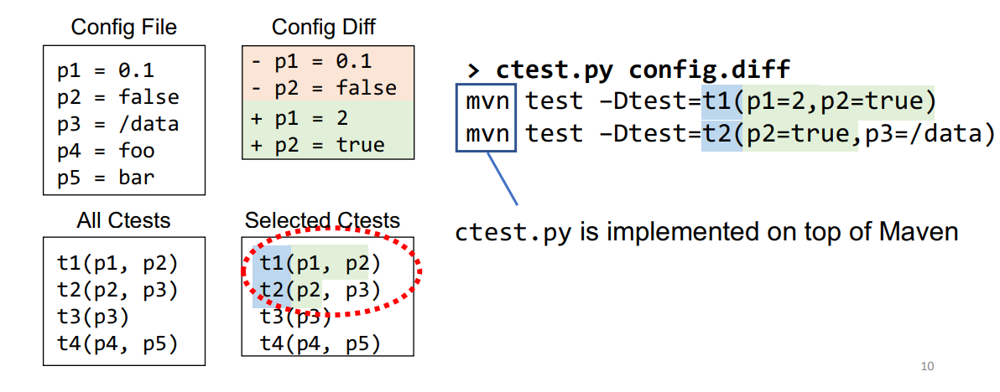 Config File
p1 = 0.1
p2 = false
p3 = /data
p4 = foo
p5 = bar
Config Diff
- p1 = 0.1
- p2 = false
+ p1 = 2
+ p2 = true
All Ctests
t1(p1, p2)
t2(p2, p3)
t3(p3)
t4(p4, p5)
Selected Ctests
t1(p1, p2)
t2(p2, p3)
t3(p3)
t4(p4, p5)
> ctest.py config.diff
mvn test –Dtest=t1(p1=2,p2=true)
mvn test –Dtest=t2(p2=true,p3=/data)
ctest.py is implemented on top of Maven
10